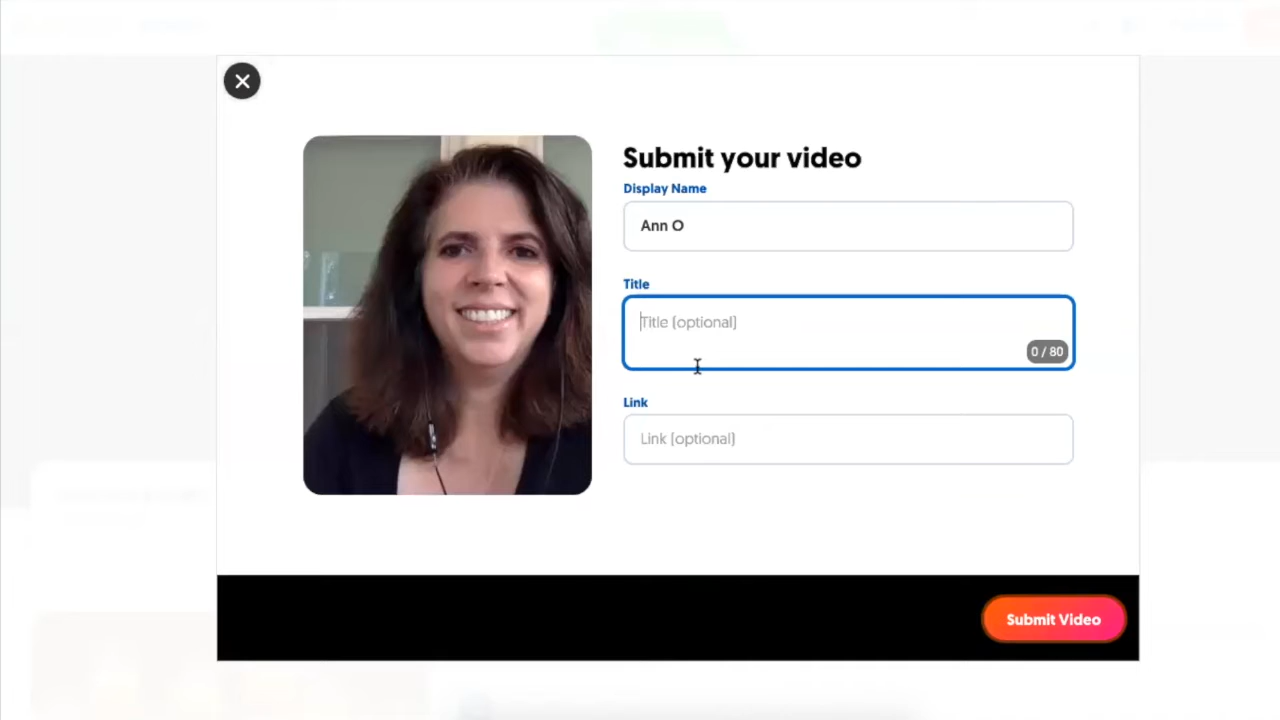 Submit your video
Display Name
Ann O
Title
Title (optional)
0 / 80
Link
Link (optional)
Submit Video